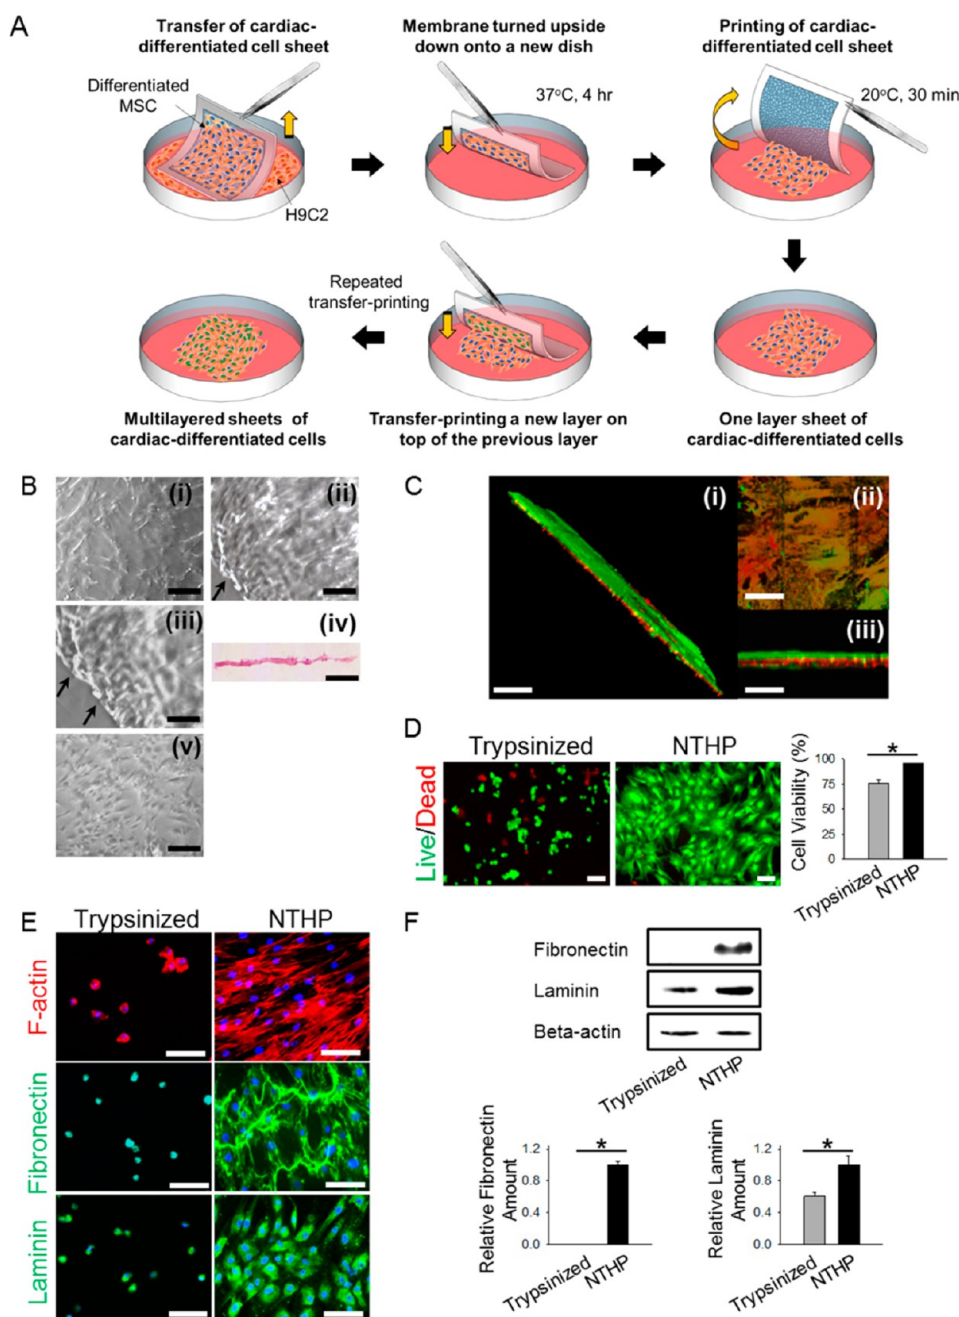 A
Transfer of cardiac-
differentiated cell sheet
Membrane turned upside
down onto a new dish
Printing of cardiac-
differentiated cell sheet
Differentiated
MSC
H9C2
37°C, 4 hr
20°C, 30 min
Repeated
transfer-printing
Multilayered sheets of
cardiac-differentiated cells
Transfer-printing a new layer on
top of the previous layer
One layer sheet of
cardiac-differentiated cells
B
(i)
(ii)
(iii)
(iv)
(v)
C
(i)
(ii)
(iii)
D
Trypsinized
NTHP
Live/Dead
Cell Viability (%)
100
75
50
25
0
*
Trypsinized
NTHP
E
Trypsinized
NTHP
F-actin
Fibronectin
Laminin
F
Fibronectin
Laminin
Beta-actin
Trypsinized
NTHP
Relative Fibronectin
Amount
1.2
0.8
0.4
0.0
*
Trypsinized
NTHP
Relative Laminin
Amount
1.2
0.8
0.4
0.0
*
Trypsinized
NTHP